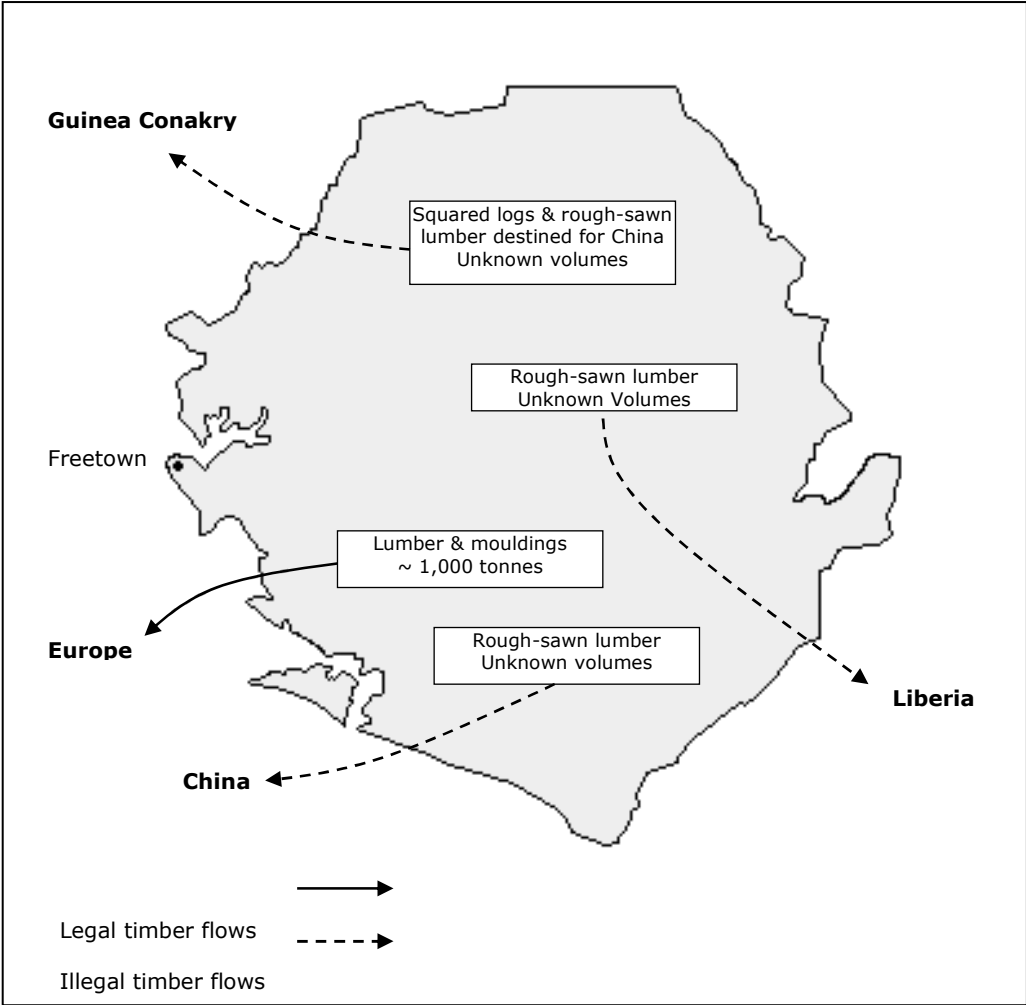 Guinea Conakry
Squared logs & rough-sawn
lumber destined for China
Unknown volumes
Rough-sawn lumber
Unknown Volumes
Freetown
Lumber & mouldings
~ 1,000 tonnes
Europe
Rough-sawn lumber
Unknown volumes
Liberia
China
Legal timber flows
Illegal timber flows